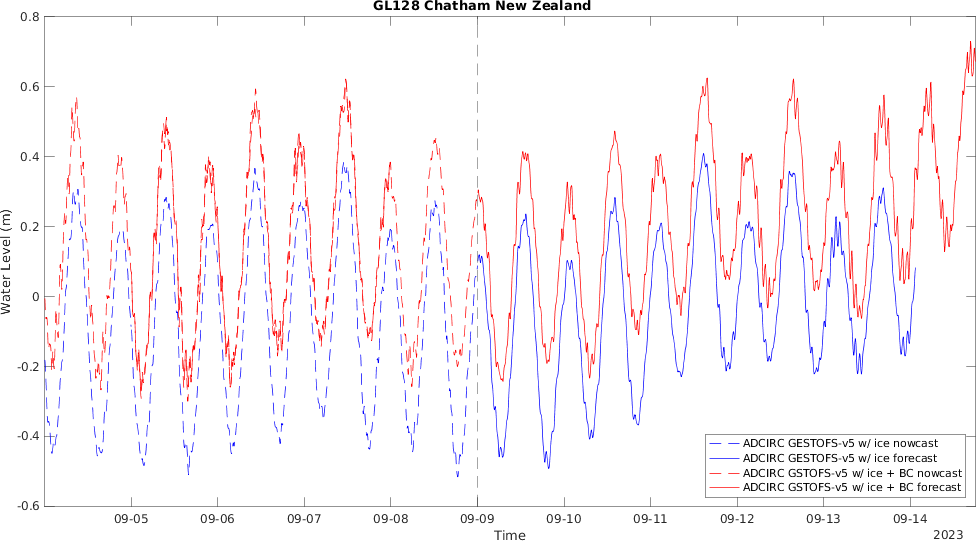 GL128 Chatham New Zealand
0.8
0.6
0.4
0.2
0
-0.2
-0.4
-0.6
Water Level (m)
ADCIRC GESTOFS-v5 w/ ice nowcast
ADCIRC GESTOFS-v5 w/ ice forecast
ADCIRC GSTOFS-v5 w/ ice + BC nowcast
ADCIRC GSTOFS-v5 w/ ice + BC forecast
09-05 09-06 09-07 09-08 09-09 09-10 09-11 09-12 09-13 09-14
Time
2023